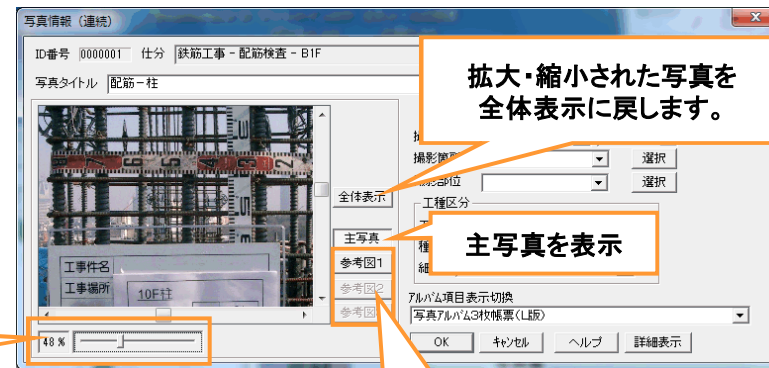 写真情報（連続）
ID番号 0000001 仕分 鉄筋工事 - 配筋検査 - B1F
写真タイトル 配筋－柱
拡大・縮小された写真を
全体表示に戻します。
選択
撮影部位 選択
全体表示
工種区分
主写真
主写真を表示
参考図1
参考図2
参考図
工事件名
工事場所
10F柱
ｱﾙﾊﾞﾑ項目表示切換
写真ｱﾙﾊﾞﾑ3枚帳票(L版)
48 %
OK ｷｬﾝｾﾙ ヘルプ 詳細表示